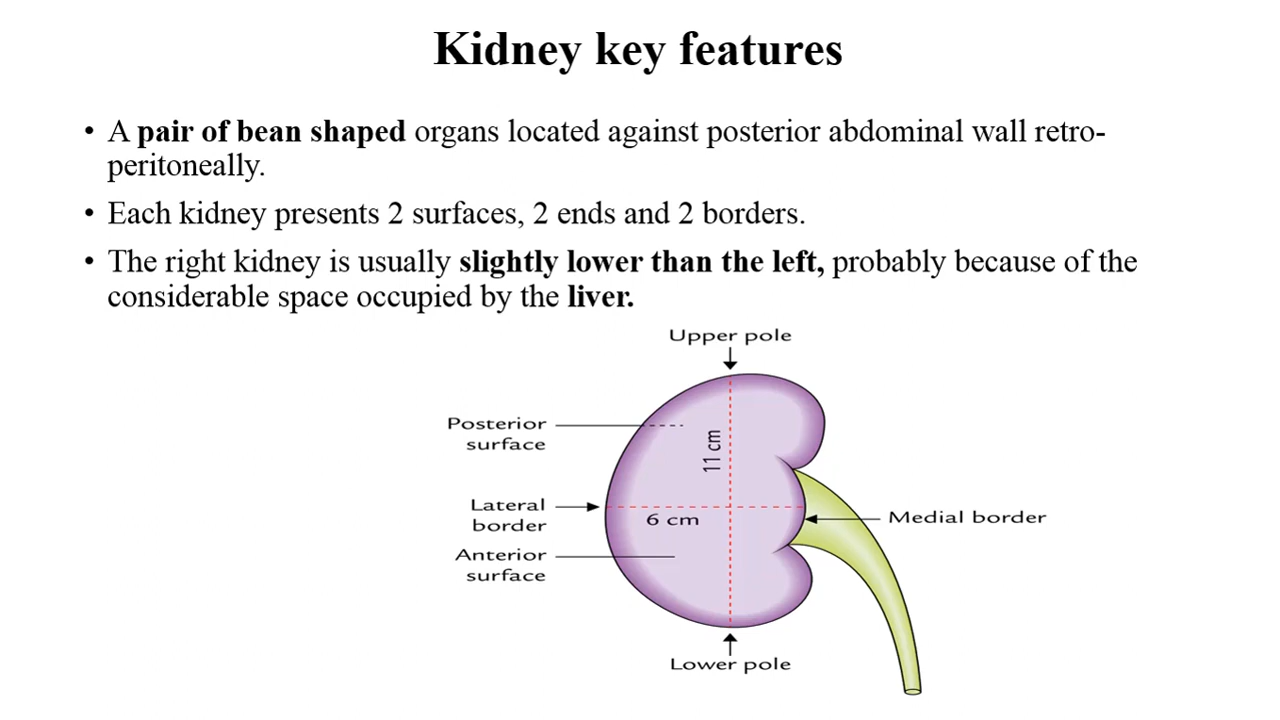 Kidney key features
• A pair of bean shaped organs located against posterior abdominal wall retro-
peritoneally.
• Each kidney presents 2 surfaces, 2 ends and 2 borders.
• The right kidney is usually slightly lower than the left, probably because of the
considerable space occupied by the liver.
Upper pole
Posterior
surface
11 cm
Lateral
border
6 cm
Medial border
Anterior
surface
Lower pole